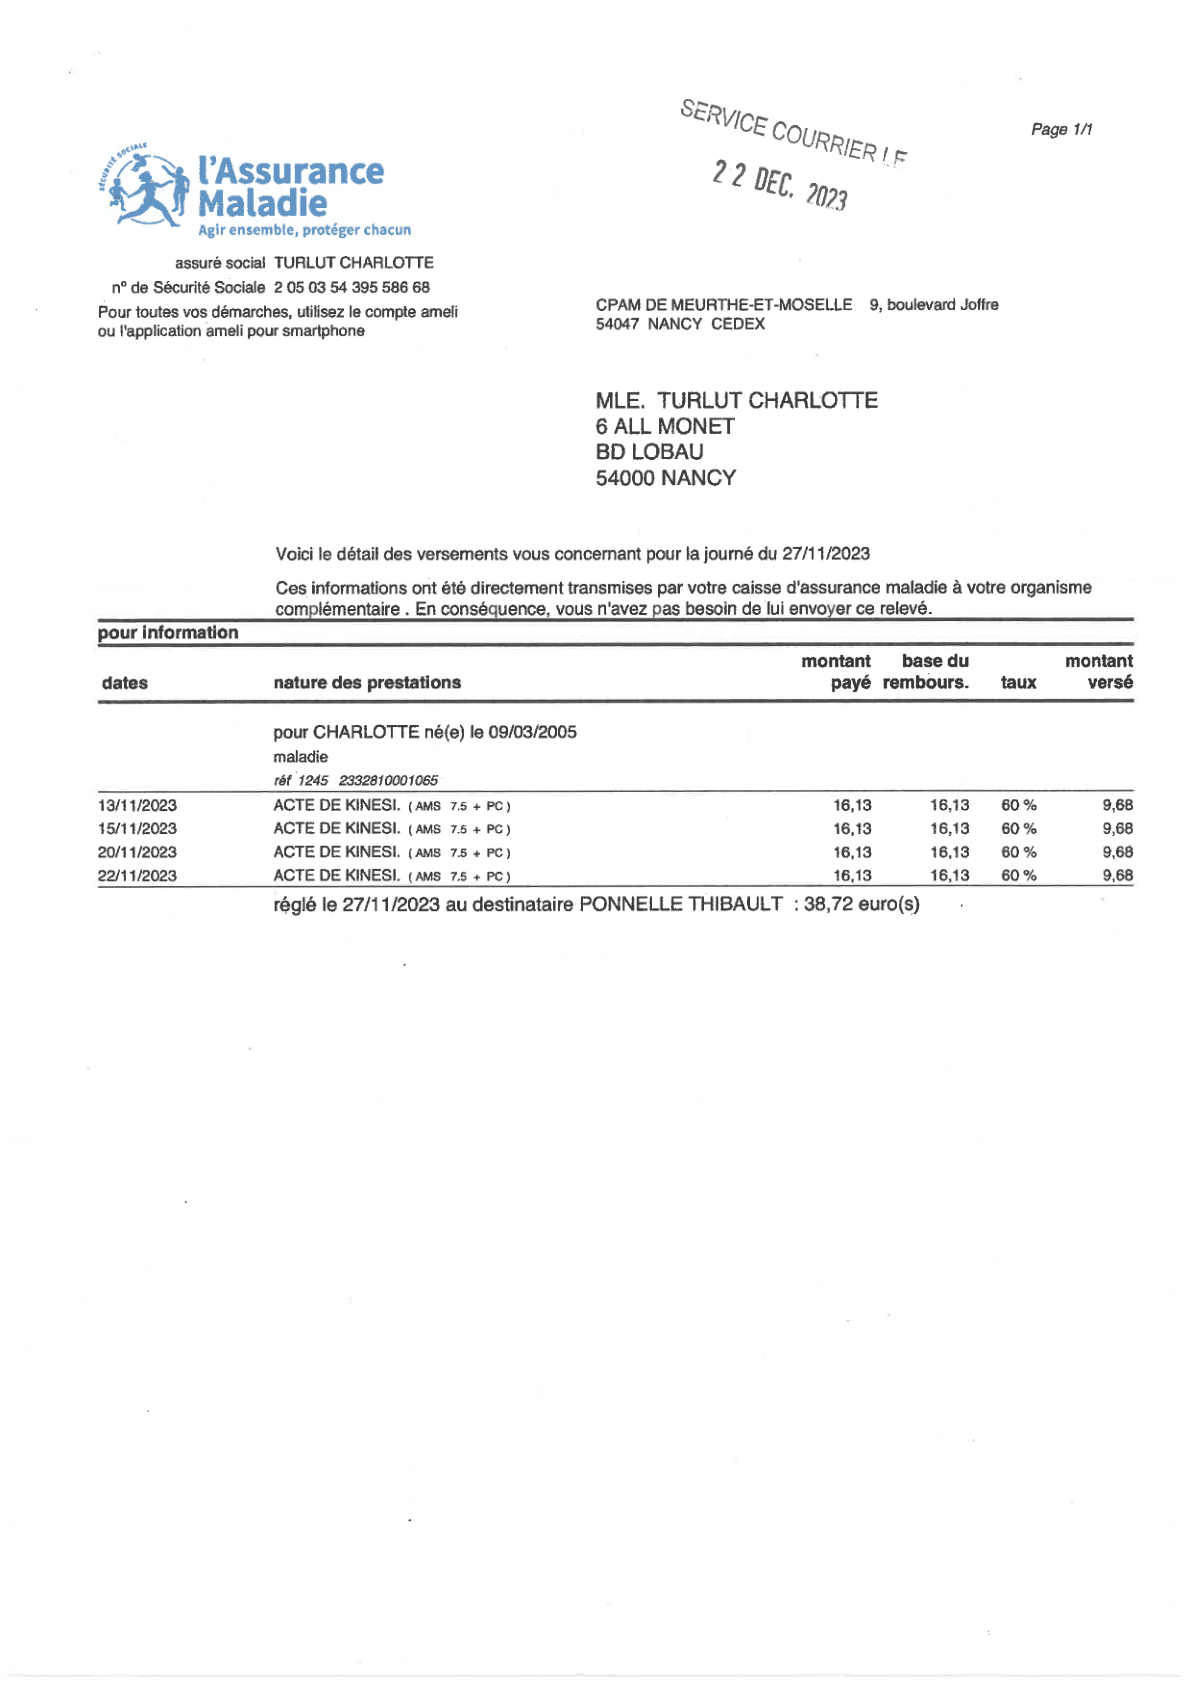 SERVICE COURRIER LE
22 DEC. 2023
Page 1/1
SÉCURITÉ SOCIALE
l'Assurance
Maladie
Agir ensemble, protéger chacun
assuré social TURLUT CHARLOTTE
n° de Sécurité Sociale 2 05 03 54 395 586 68
Pour toutes vos démarches, utilisez le compte ameli
ou l'application ameli pour smartphone
CPAM DE MEURTHE-ET-MOSELLE 9, boulevard Joffre
54047 NANCY CEDEX
MLE. TURLUT CHARLOTTE
6 ALL MONET
BD LOBAU
54000 NANCY
Voici le détail des versements vous concernant pour la journé du 27/11/2023
Ces informations ont été directement transmises par votre caisse d'assurance maladie à votre organisme
complémentaire . En conséquence, vous n'avez pas besoin de lui envoyer ce relevé.
pour information
dates nature des prestations montant payé base du rembours. taux montant versé
pour CHARLOTTE né(e) le 09/03/2005
maladie
réf 1245 2332810001065
13/11/2023 ACTE DE KINESI. ( AMS 7.5 + PC ) 16,13 16,13 60 % 9,68
15/11/2023 ACTE DE KINESI. ( AMS 7.5 + PC ) 16,13 16,13 60 % 9,68
20/11/2023 ACTE DE KINESI. ( AMS 7.5 + PC ) 16,13 16,13 60 % 9,68
22/11/2023 ACTE DE KINESI. ( AMS 7.5 + PC ) 16,13 16,13 60 % 9,68
réglé le 27/11/2023 au destinataire PONNELLE THIBAULT : 38,72 euro(s)